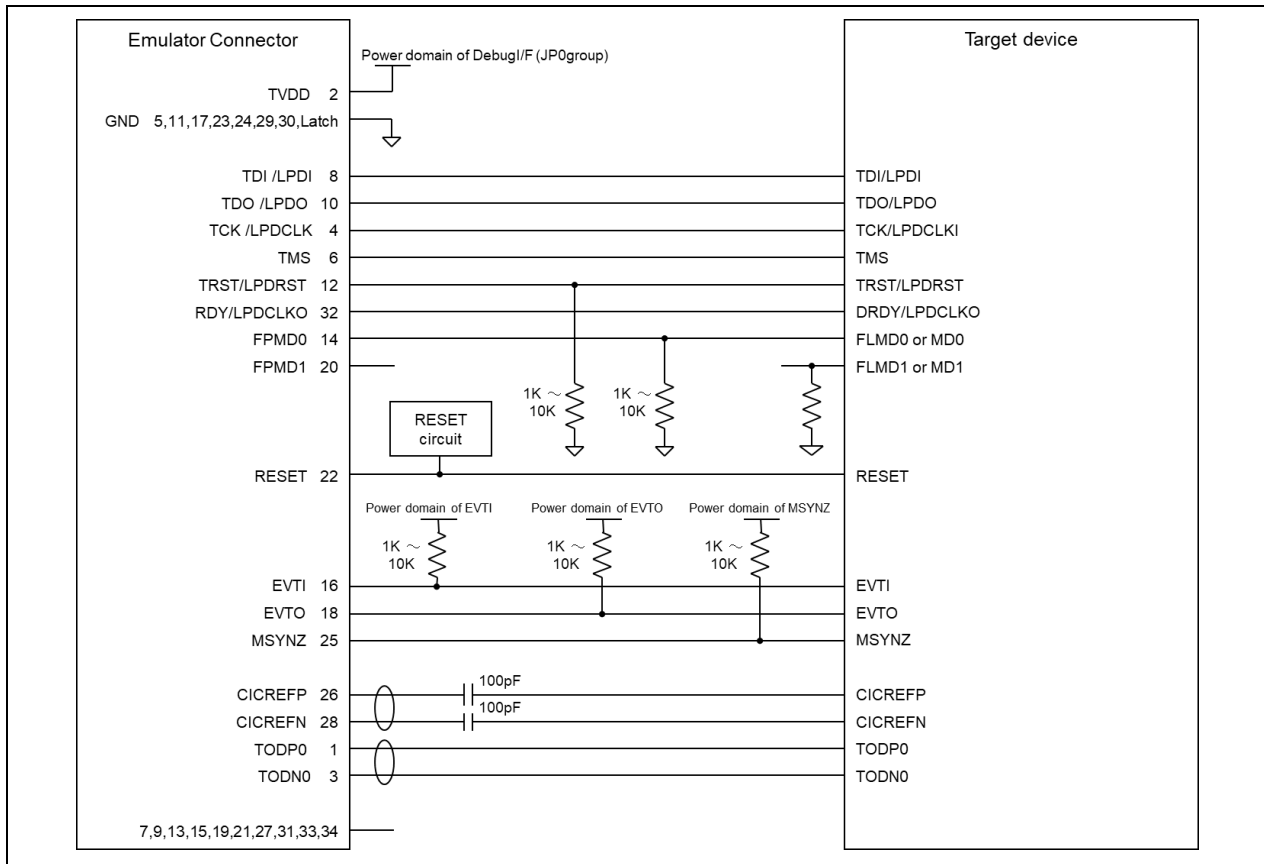 Emulator Connector
Target device
Power domain of DebugI/F (JP0group)
TVDD 2
GND 5,11,17,23,24,29,30,Latch
TDI /LPDI 8
TDI/LPDI
TDO /LPDO 10
TDO/LPDO
TCK /LPDCLK 4
TCK/LPDCLKI
TMS 6
TMS
TRST/LPDRST 12
TRST/LPDRST
RDY/LPDCLKO 32
DRDY/LPDCLKO
FPMD0 14
FLMD0 or MD0
FPMD1 20
FLMD1 or MD1
1K ～
10K
1K ～
10K
RESET
circuit
RESET 22
RESET
Power domain of EVTI
Power domain of EVTO
Power domain of MSYNZ
1K ～
10K
1K ～
10K
1K ～
10K
EVTI 16
EVTI
EVTO 18
EVTO
MSYNZ 25
MSYNZ
100pF
CICREFP 26
CICREFP
100pF
CICREFN 28
CICREFN
TODP0 1
TODP0
TODN0 3
TODN0
7,9,13,15,19,21,27,31,33,34